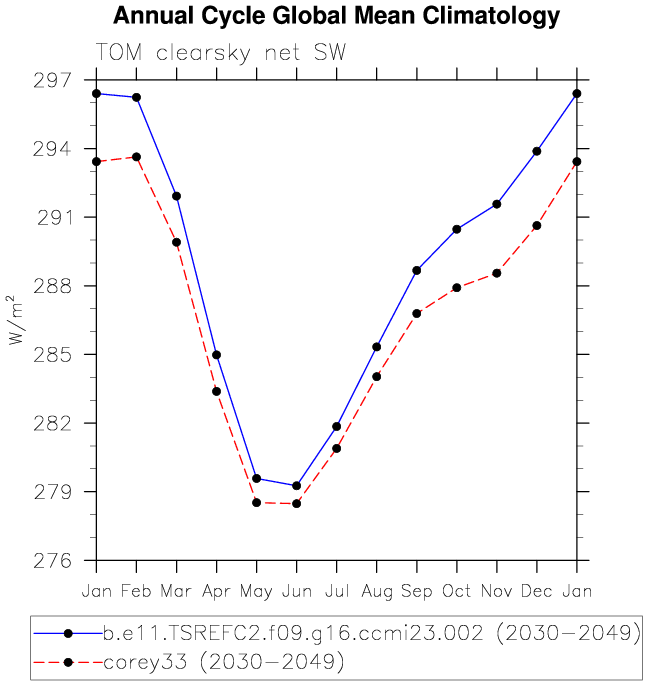 Annual Cycle Global Mean Climatology
TOM clearsky net SW
297
294
291
288
285
282
279
276
W/m²
Jan Feb Mar Apr May Jun Jul Aug Sep Oct Nov Dec Jan
b.e11.TSREFC2.f09.g16.ccmi23.002 (2030-2049)
corey33 (2030-2049)